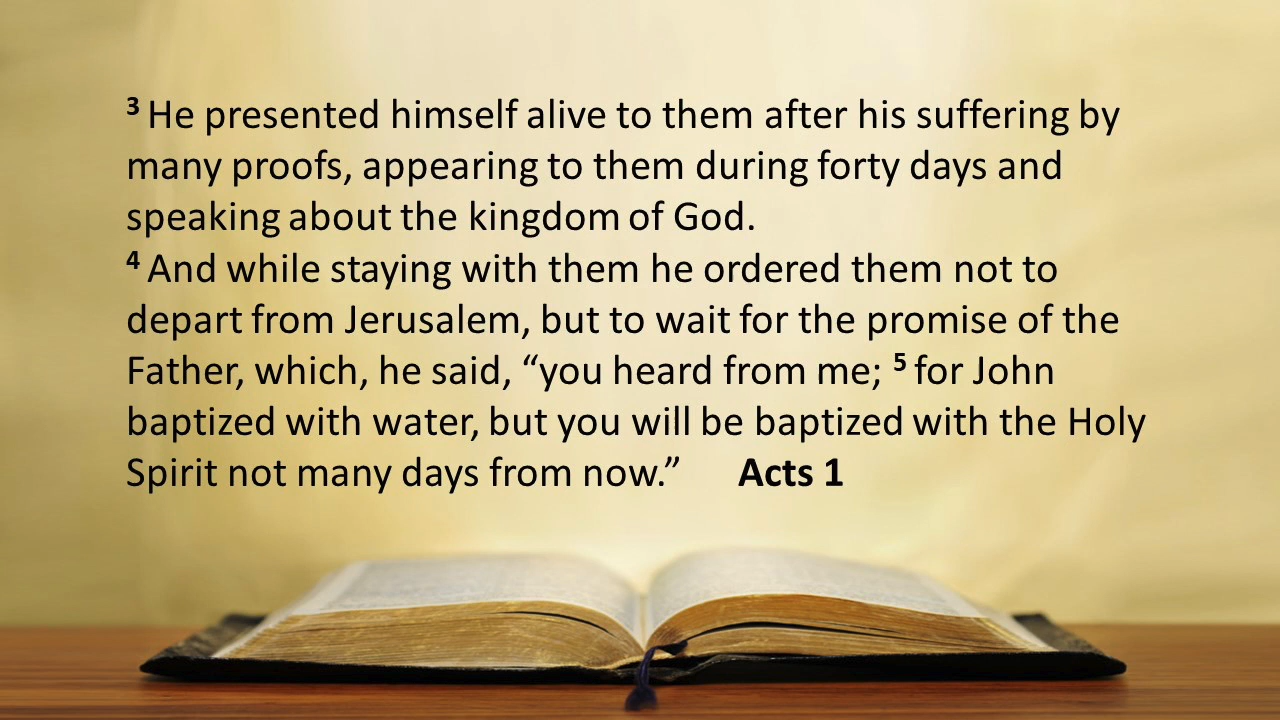 3 He presented himself alive to them after his suffering by
many proofs, appearing to them during forty days and
speaking about the kingdom of God.
4 And while staying with them he ordered them not to
depart from Jerusalem, but to wait for the promise of the
Father, which, he said, “you heard from me; 5 for John
baptized with water, but you will be baptized with the Holy
Spirit not many days from now.” Acts 1